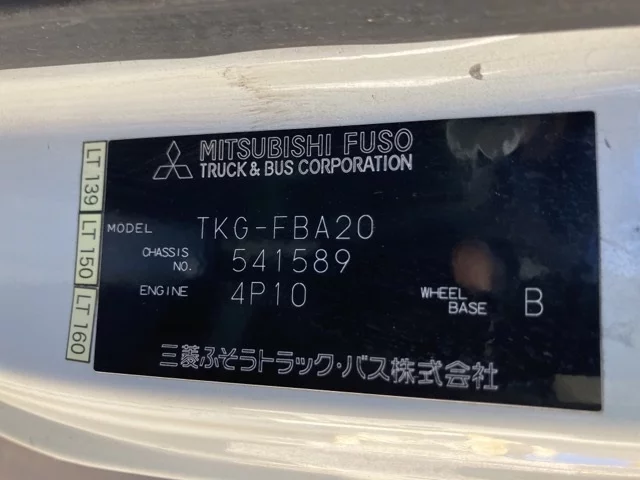 MITSUBISHI FUSO
TRUCK & BUS CORPORATION
MODEL TKG-FBA20
CHASSIS NO. 541589
ENGINE 4P10 WHEEL BASE B
三菱ふそうトラック・バス株式会社
LT 139
LT 150
LT 160